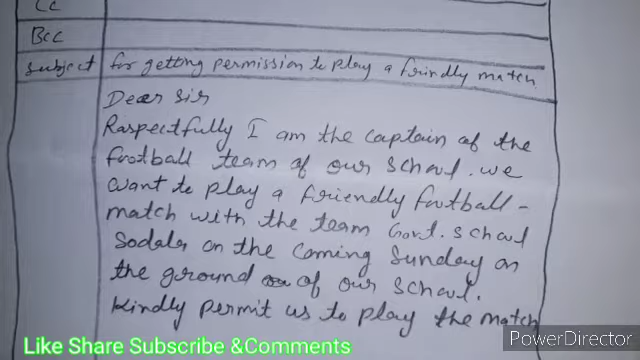 CC
Bcc
Subject for getting permission to play a frindly match
Dear Sir
Raspectfully I am the captain of the
football team of our school. we
want to play a friendly football -
match with the team Govt. school
Sodala on the coming Sunday on
the ground of our school.
Kindly permit us to play the match
Like Share Subscribe &Comments
PowerDirector